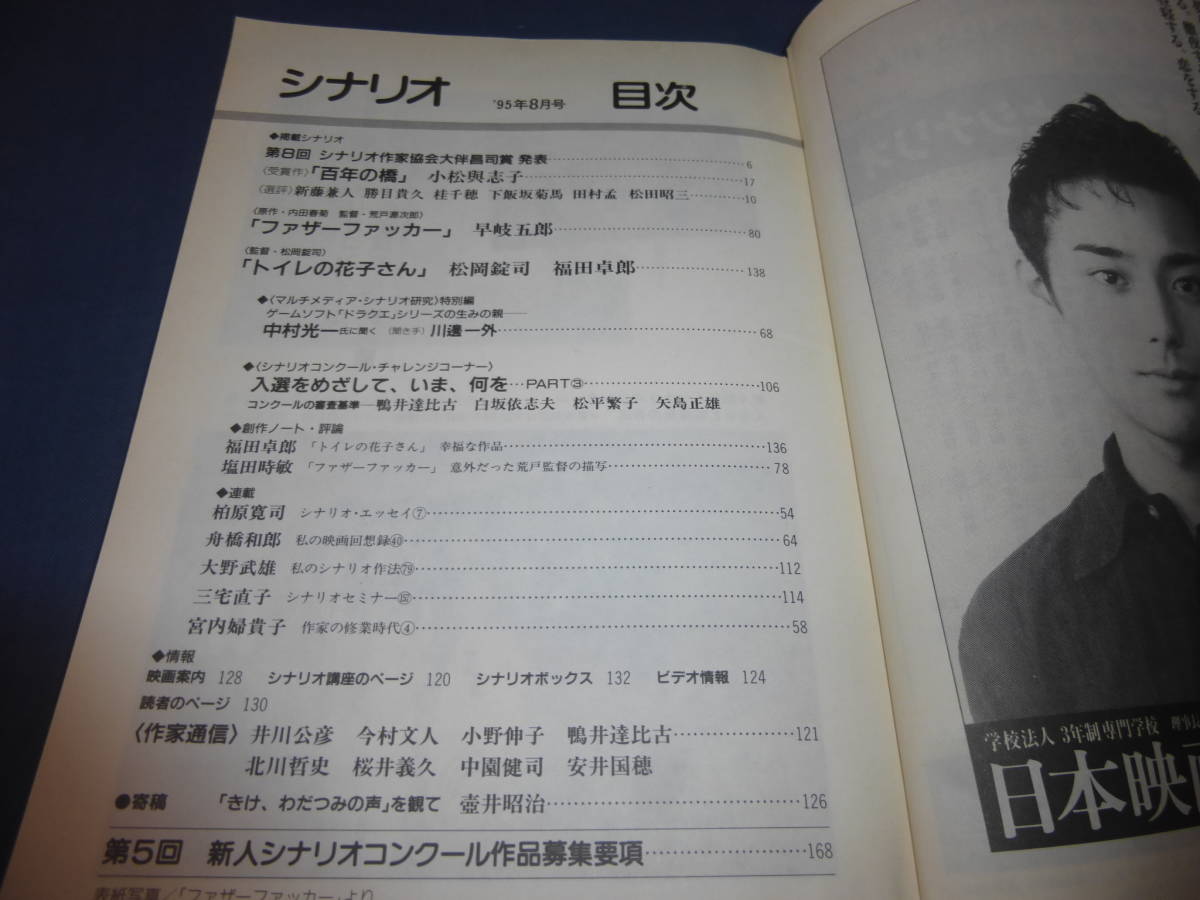 シナリオ 目次
'95年8月号
◆掲載シナリオ
第8回 シナリオ作家協会大伴昌司賞 発表…6
〈受賞作〉「百年の橋」 小松與志子…17
〈選評〉新藤兼人 勝目貴久 桂千穂 下飯坂菊馬 田村孟 松田昭三…10
〈原作・内田春菊 監督・荒戸源次郎〉
「ファザーファッカー」 早岐五郎…80
〈監督・松岡錠司〉
「トイレの花子さん」 松岡錠司 福田卓郎…138
◆〈マルチメディア・シナリオ研究〉特別編
ゲームソフト「ドラクエ」シリーズの生みの親──
中村光一氏に聞く 〈聞き手〉川邊一外…68
◆〈シナリオコンクール・チャレンジコーナー〉
入選をめざして、いま、何を…PART③…106
コンクールの審査基準─鴨井達比古 白坂依志夫 松平繁子 矢島正雄
◆創作ノート・評論
福田卓郎 「トイレの花子さん」 幸福な作品…136
塩田時敏 「ファザーファッカー」 意外だった荒戸監督の描写…78
◆連載
柏原寛司 シナリオ・エッセイ⑦…54
舟橋和郎 私の映画回想録㊵…64
大野武雄 私のシナリオ作法79…112
三宅直子 シナリオセミナー…114
宮内婦貴子 作家の修業時代④…58
◆情報
映画案内 128 シナリオ講座のページ 120 シナリオボックス 132 ビデオ情報 124
読者のページ 130
〈作家通信〉 井川公彦 今村文人 小野伸子 鴨井達比古…121
北川哲史 桜井義久 中園健司 安井国穂
●寄稿 「きけ、わだつみの声」を観て 壺井昭治…126
第5回 新人シナリオコンクール作品募集要項…168
表紙写真／「ファザーファッカー」より
学校法人 3年制専門学校
日本映